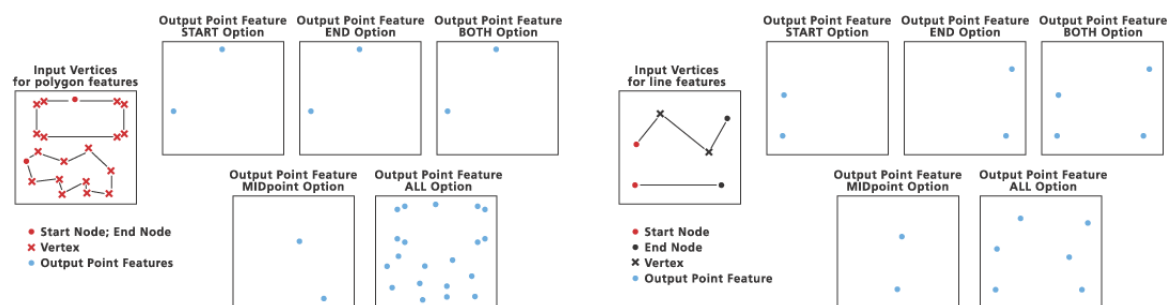 Output Point Feature
START Option
Output Point Feature
END Option
Output Point Feature
BOTH Option
Input Vertices
for polygon features
Output Point Feature
MIDpoint Option
Output Point Feature
ALL Option
Start Node; End Node
Vertex
Output Point Features
Output Point Feature
START Option
Output Point Feature
END Option
Output Point Feature
BOTH Option
Input Vertices
for line features
Output Point Feature
MIDpoint Option
Output Point Feature
ALL Option
Start Node
End Node
Vertex
Output Point Feature